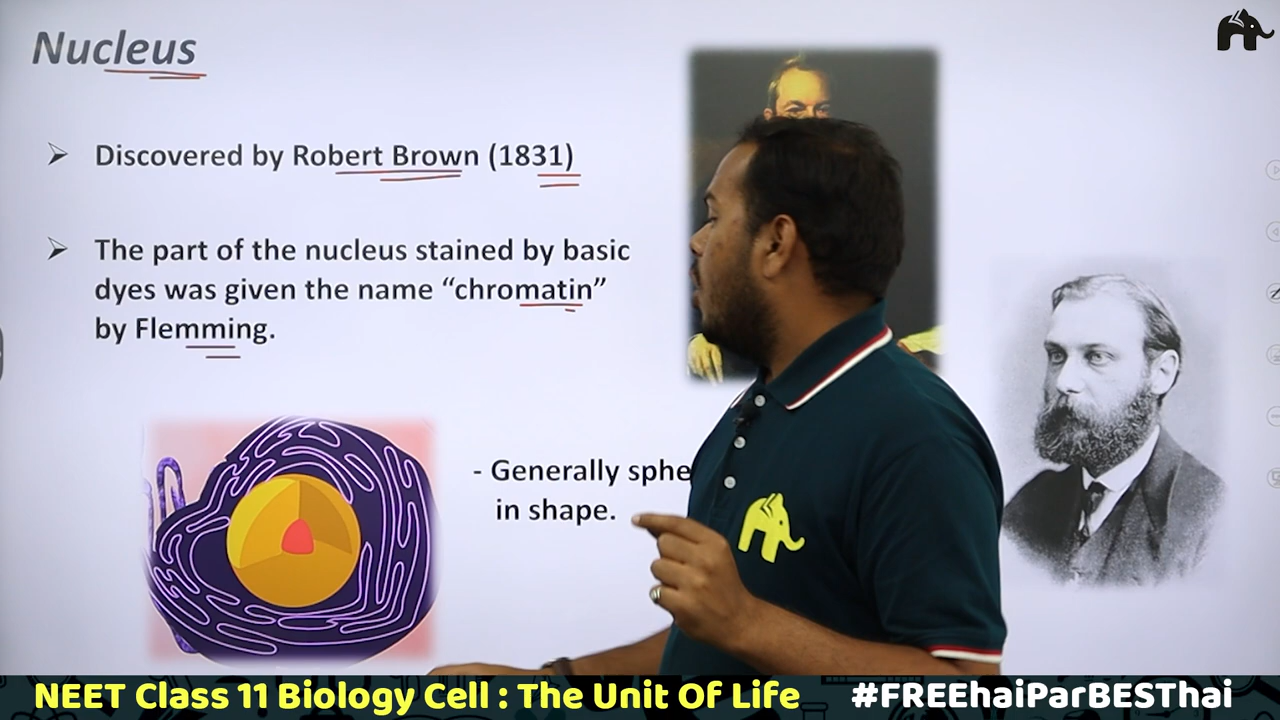 Nucleus
➢ Discovered by Robert Brown (1831)
➢ The part of the nucleus stained by basic
dyes was given the name “chromatin”
by Flemming.
- Generally sphe
in shape.
NEET Class 11 Biology Cell : The Unit Of Life #FREEhaiParBESThai